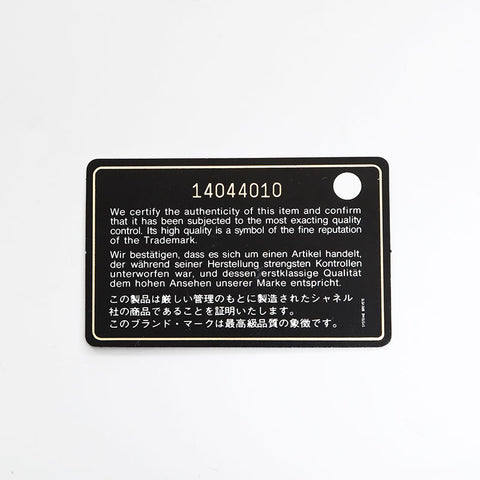 14044010
We certify the authenticity of this item and confirm
that it has been subjected to the most exacting quality
control. Its high quality is a symbol of the fine reputation
of the Trademark.
Wir bestätigen, dass es sich um einen Artikel handelt,
der während seiner Herstellung strengsten Kontrollen
unterworfen war, und dessen erstklassige Qualität
dem hohen Ansehen unserer Marke entspricht.
この製品は厳しい管理のもとに製造されたシャネル
社の商品であることを証明いたします。
このブランド・マークは最高級品質の象徴です。